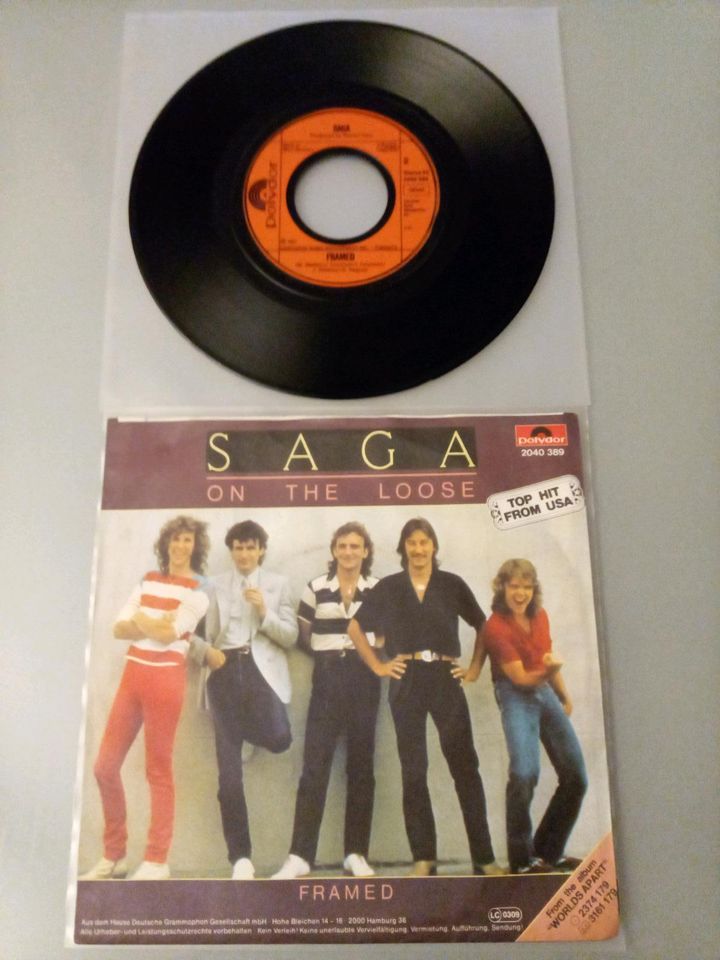 SAGA
polydor
FRAMED
SAGA
polydor
2040 389
ON THE LOOSE
TOP HIT
FROM USA
FRAMED
From the album
"WORLDS APART"
2374 179
3161 179
Aus dem Hause Deutsche Grammophon Gesellschaft mbH · Hohe Bleichen 14 – 16 2000 Hamburg 36
LC 0309
Alle Urheber- und Leistungsschutzrechte vorbehalten Kein Verleih! Keine unerlaubte Vervielfältigung, Vermietung, Aufführung, Sendung!